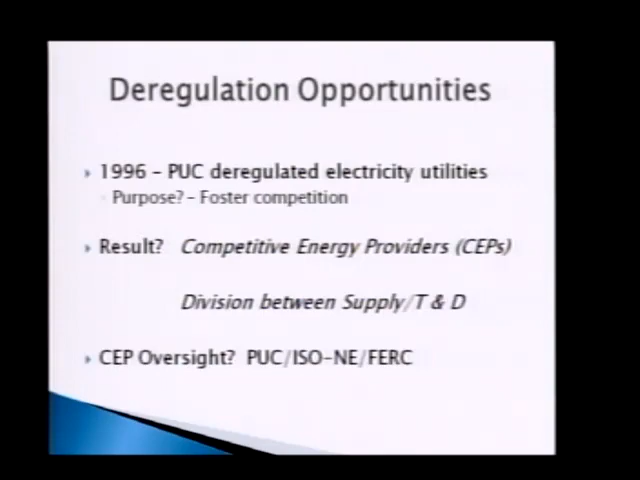 Deregulation Opportunities
1996 – PUC deregulated electricity utilities
Purpose? – Foster competition
Result? Competitive Energy Providers (CEPs)
Division between Supply/T & D
CEP Oversight? PUC/ISO-NE/FERC